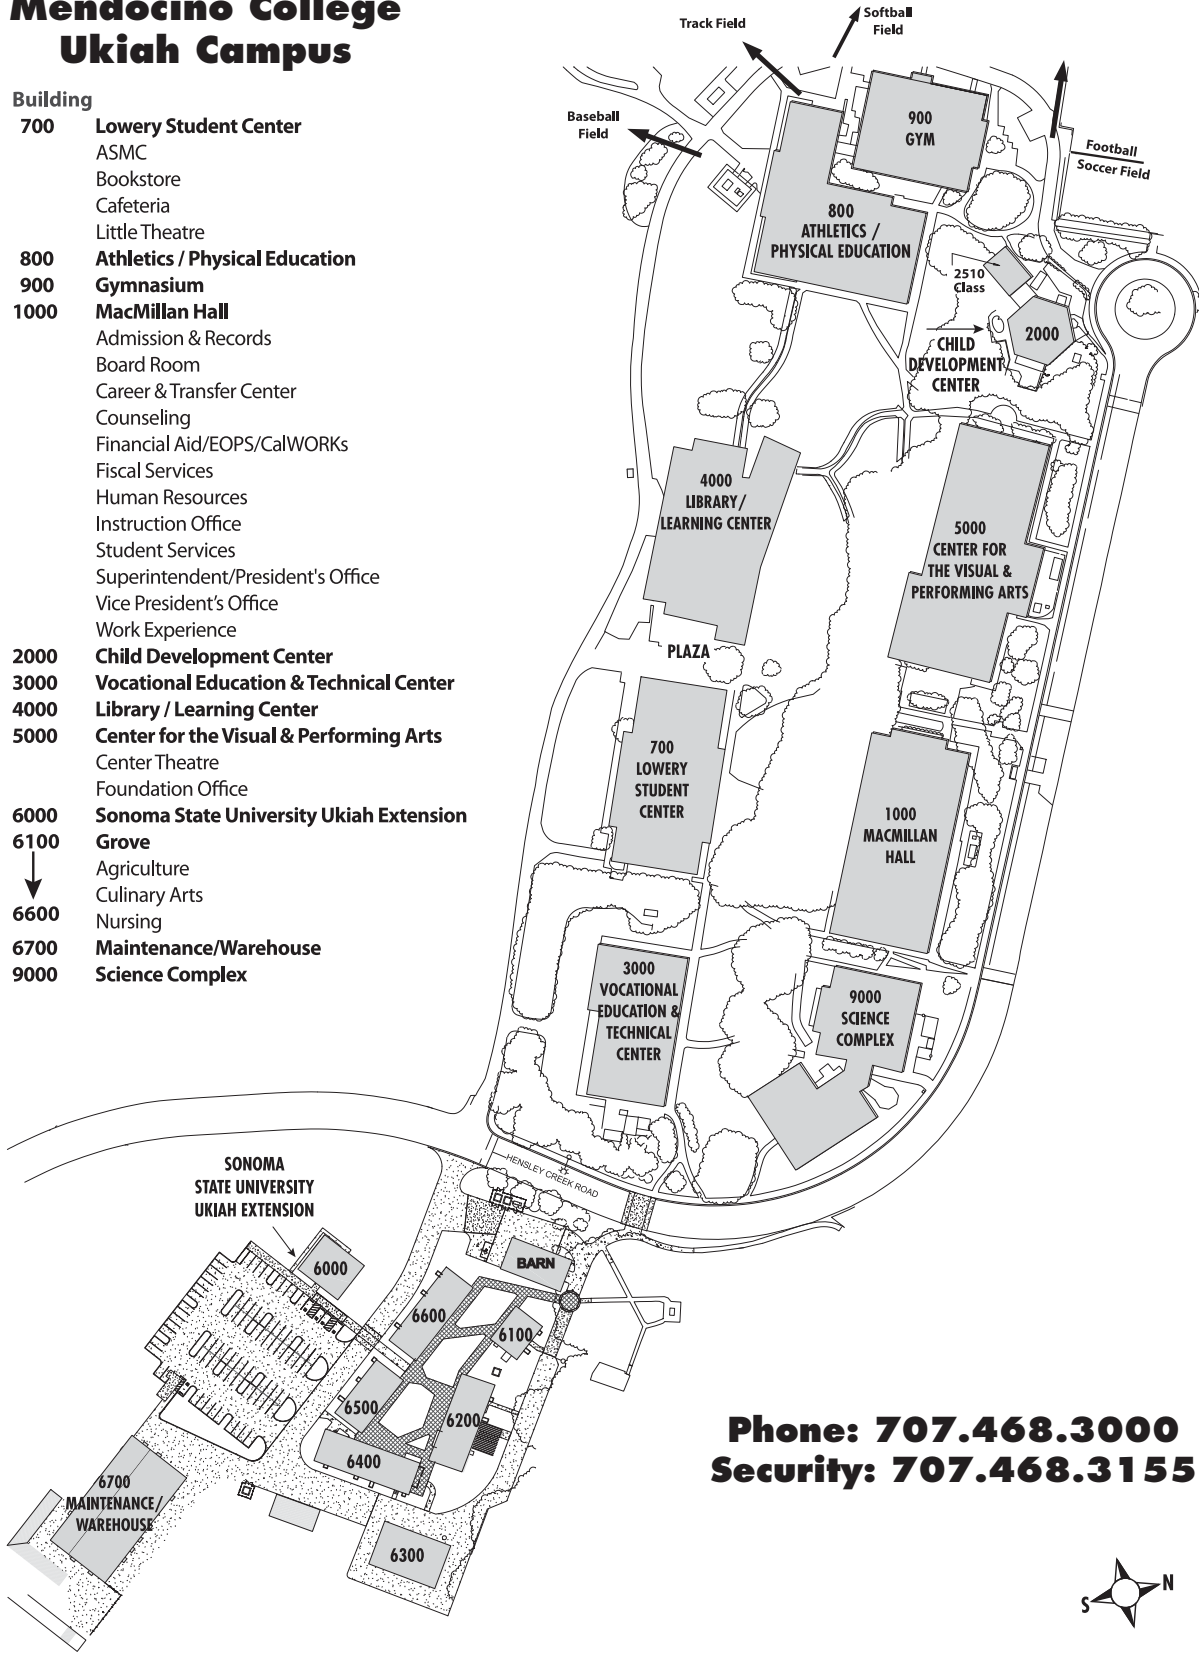 Mendocino College
Ukiah Campus
Building
700 Lowery Student Center
ASMC
Bookstore
Cafeteria
Little Theatre
800 Athletics / Physical Education
900 Gymnasium
1000 MacMillan Hall
Admission & Records
Board Room
Career & Transfer Center
Counseling
Financial Aid/EOPS/CalWORKs
Fiscal Services
Human Resources
Instruction Office
Student Services
Superintendent/President's Office
Vice President's Office
Work Experience
2000 Child Development Center
3000 Vocational Education & Technical Center
4000 Library / Learning Center
5000 Center for the Visual & Performing Arts
Center Theatre
Foundation Office
6000 Sonoma State University Ukiah Extension
6100 Grove
Agriculture
Culinary Arts
6600
Nursing
6700 Maintenance/Warehouse
9000 Science Complex
Track Field
Softball
Field
Baseball
Field
Football
Soccer Field
900
GYM
800
ATHLETICS /
PHYSICAL EDUCATION
2510
Class
2000
CHILD
DEVELOPMENT
CENTER
4000
LIBRARY/
LEARNING CENTER
5000
CENTER FOR
THE VISUAL &
PERFORMING ARTS
PLAZA
700
LOWERY
STUDENT
CENTER
1000
MACMILLAN
HALL
3000
VOCATIONAL
EDUCATION &
TECHNICAL
CENTER
9000
SCIENCE
COMPLEX
HENSLEY CREEK ROAD
SONOMA
STATE UNIVERSITY
UKIAH EXTENSION
6000
BARN
6600
6100
6500
6200
6400
6700
MAINTENANCE/
WAREHOUSE
6300
Phone: 707.468.3000
Security: 707.468.3155
N
S